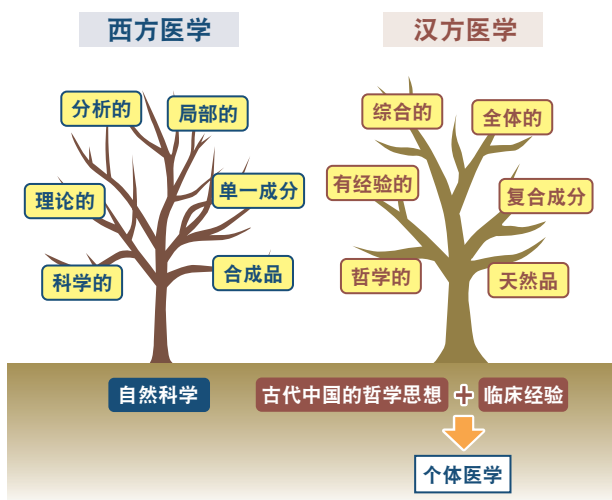 西方医学
汉方医学
分析的
局部的
理论的
单一成分
科学的
合成品
综合的
全体的
有经验的
复合成分
哲学的
天然品
自然科学
古代中国的哲学思想
临床经验
个体医学